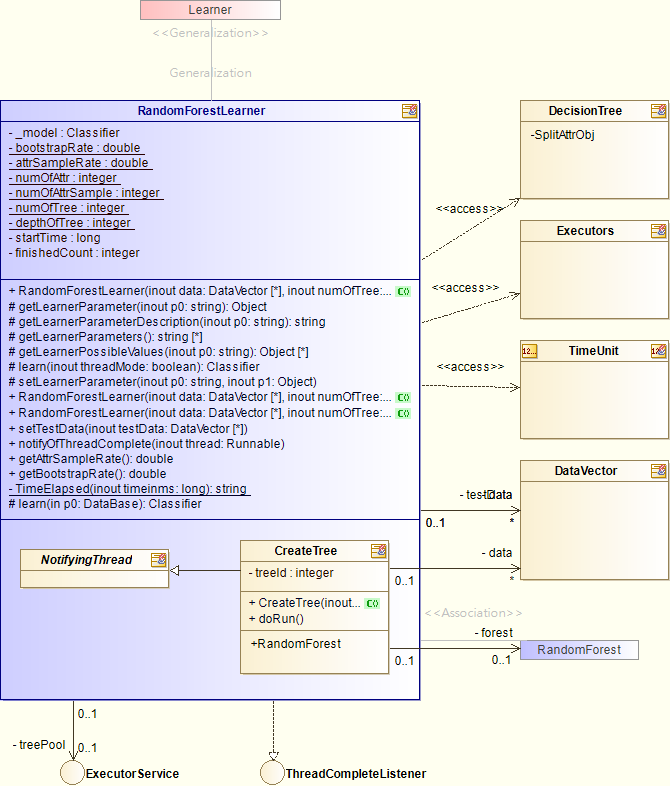 Learner
<<Generalization>>
Generalization
RandomForestLearner
- _model : Classifier
- bootstrapRate : double
- attrSampleRate : double
- numOfAttr : integer
- numOfAttrSample : integer
- numOfTree : integer
- depthOfTree : integer
- startTime : long
- finishedCount : integer
+ RandomForestLearner(inout data: DataVector [*], inout numOfTree:... C()
# getLearnerParameter(inout p0: string): Object
# getLearnerParameterDescription(inout p0: string): string
# getLearnerParameters(): string [*]
# getLearnerPossibleValues(inout p0: string): Object [*]
# learn(inout threadMode: boolean): Classifier
# setLearnerParameter(inout p0: string, inout p1: Object)
+ RandomForestLearner(inout data: DataVector [*], inout numOfTree:... C()
+ RandomForestLearner(inout data: DataVector [*], inout numOfTree:... C()
+ setTestData(inout testData: DataVector [*])
+ notifyOfThreadComplete(inout thread: Runnable)
+ getAttrSampleRate(): double
+ getBootstrapRate(): double
- TimeElapsed(inout timeinms: long): string
# learn(in p0: DataBase): Classifier
NotifyingThread
CreateTree
- treeId : integer
+ CreateTree(inout... C()
+ doRun()
+RandomForest
DecisionTree
-SplitAttrObj
<<access>>
Executors
<<access>>
12...
TimeUnit
12...
<<access>>
DataVector
- testData
0..1
*
- data
0..1
*
<<Association>>
- forest
0..1
0..1
RandomForest
0..1
- treePool
0..1
ExecutorService
ThreadCompleteListener